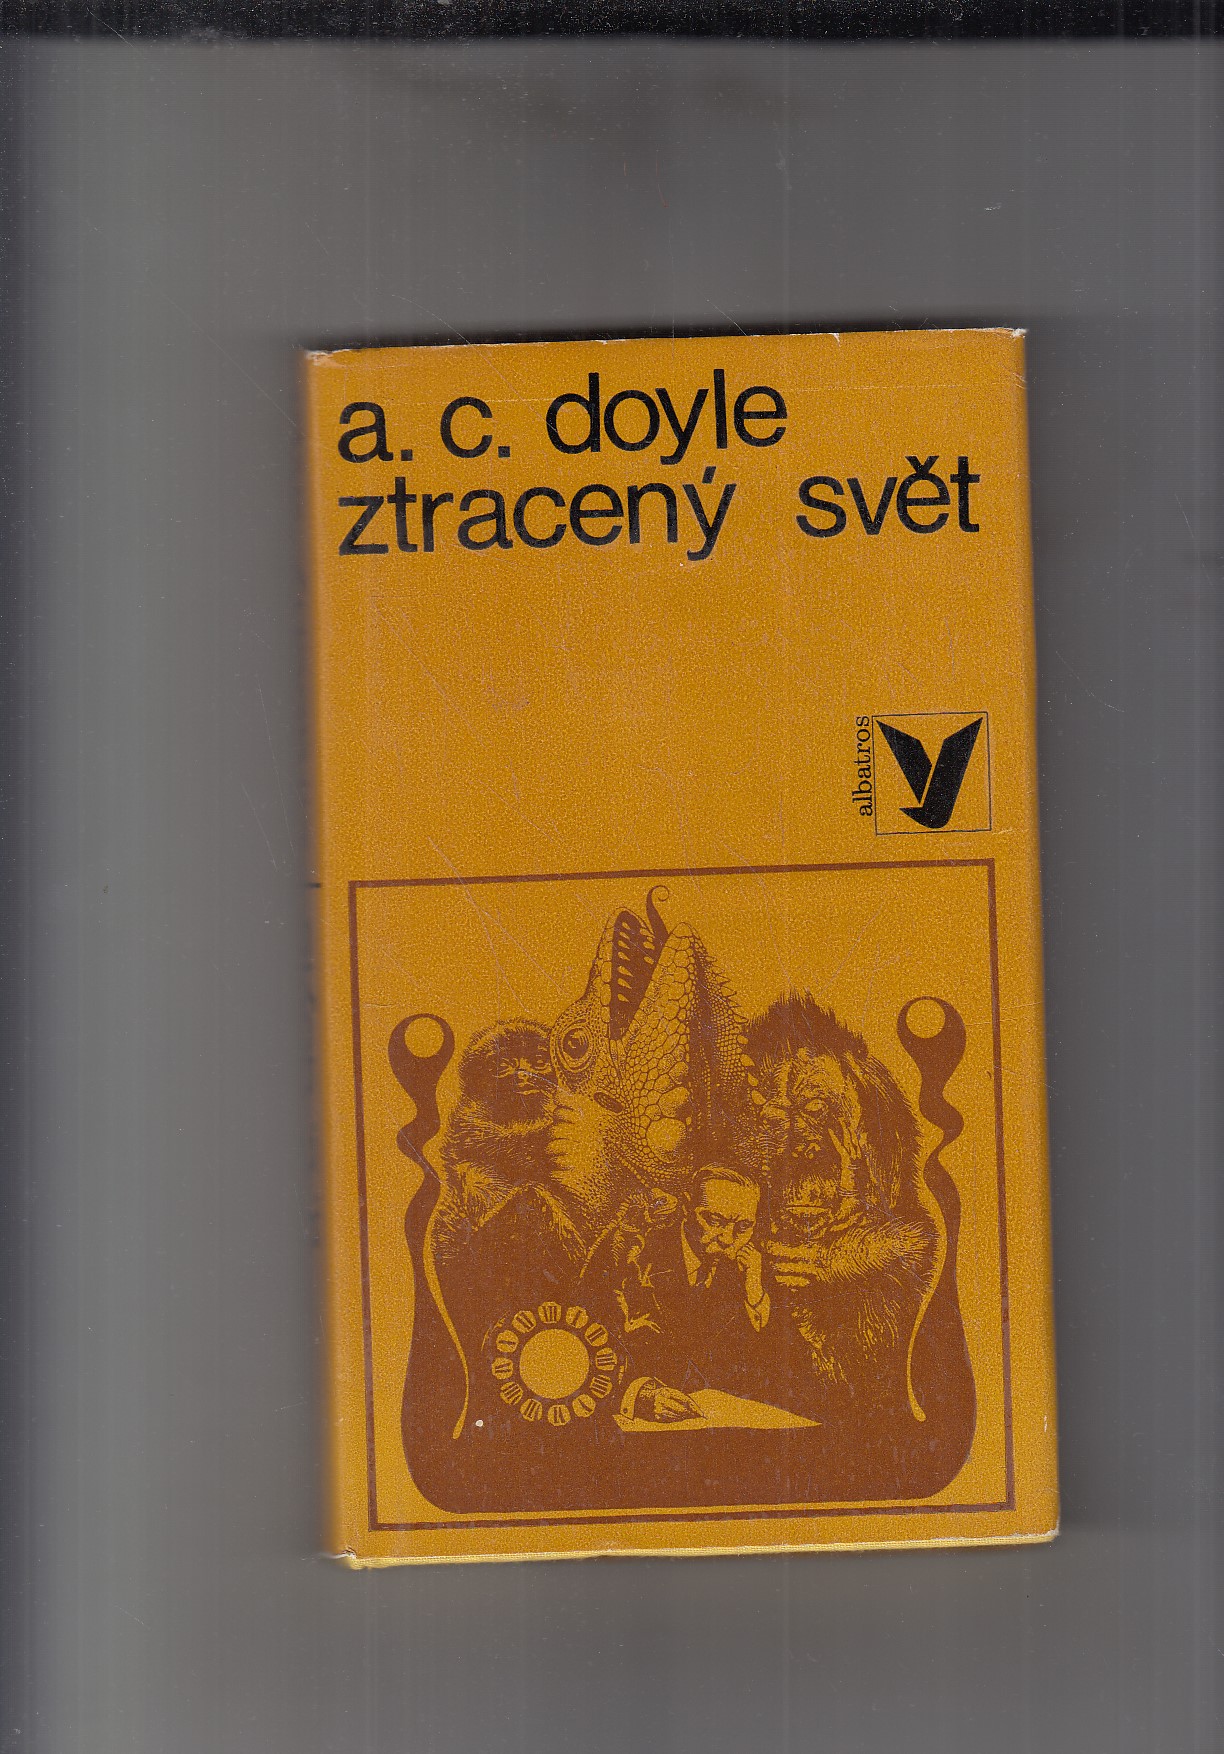 a. c. doyle
ztracený svět
albatros